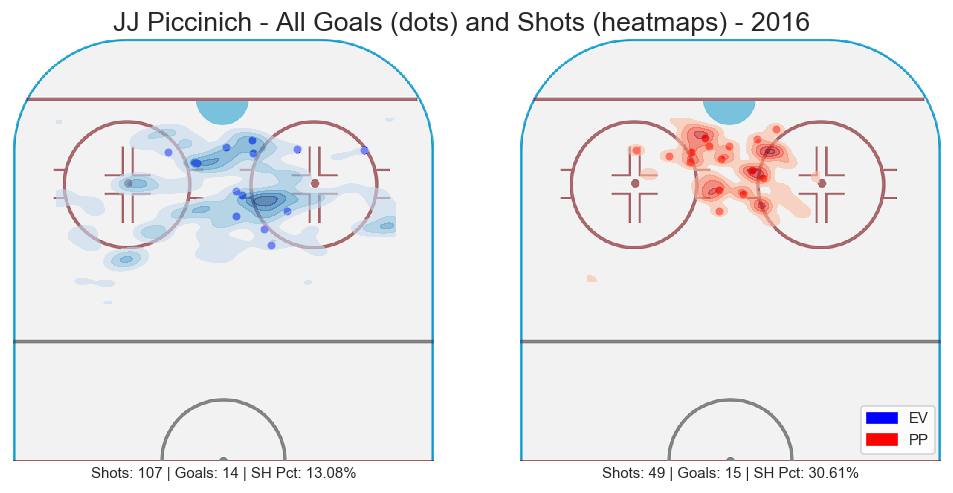 JJ Piccinich - All Goals (dots) and Shots (heatmaps) - 2016
EV
PP
Shots: 107 | Goals: 14 | SH Pct: 13.08%
Shots: 49 | Goals: 15 | SH Pct: 30.61%